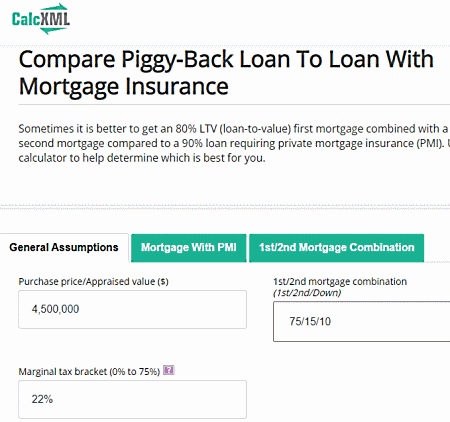 CalcXML
Compare Piggy-Back Loan To Loan With
Mortgage Insurance
Sometimes it is better to get an 80% LTV (loan-to-value) first mortgage combined with a
second mortgage compared to a 90% loan requiring private mortgage insurance (PMI).
calculator to help determine which is best for you.
General Assumptions Mortgage With PMI 1st/2nd Mortgage Combination
Purchase price/Appraised value ($)
4,500,000
1st/2nd mortgage combination
(1st/2nd/Down)
75/15/10
Marginal tax bracket (0% to 75%) ?
22%